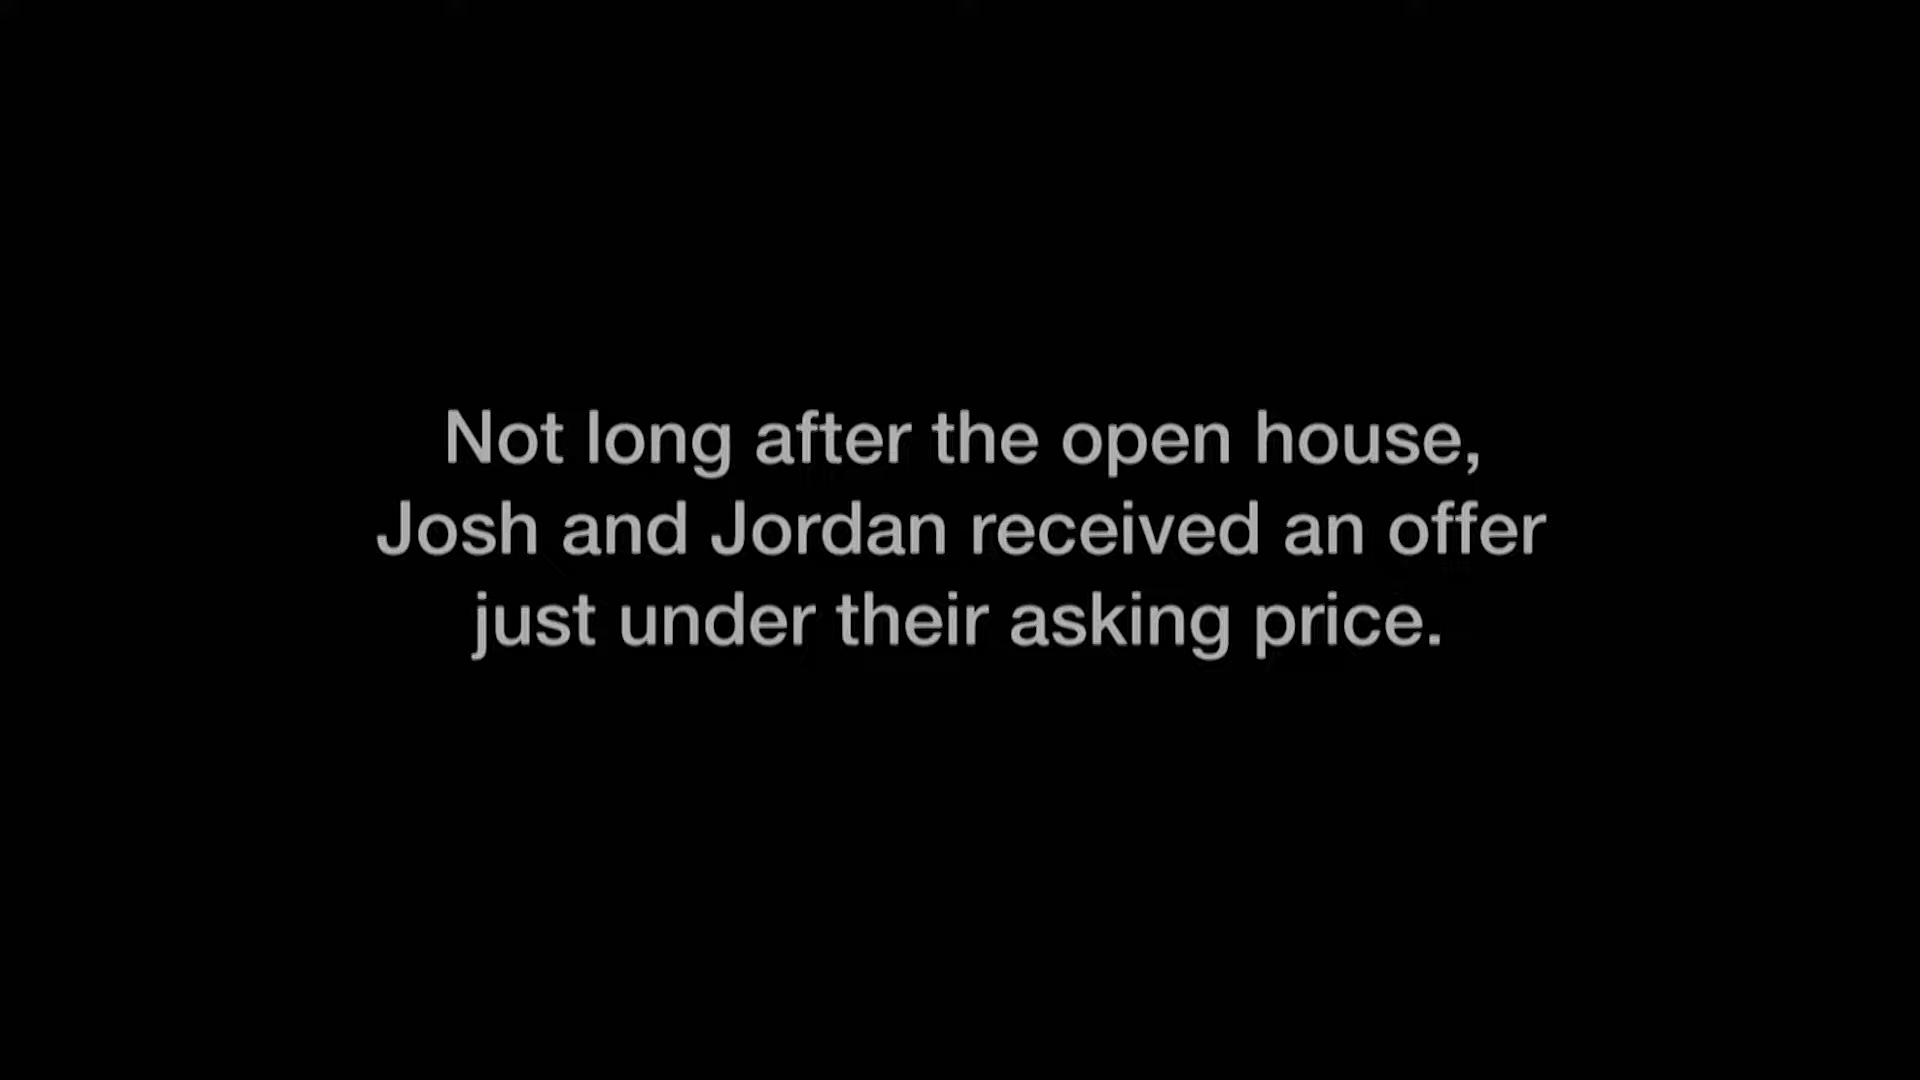 Not long after the open house,
Josh and Jordan received an offer
just under their asking price.